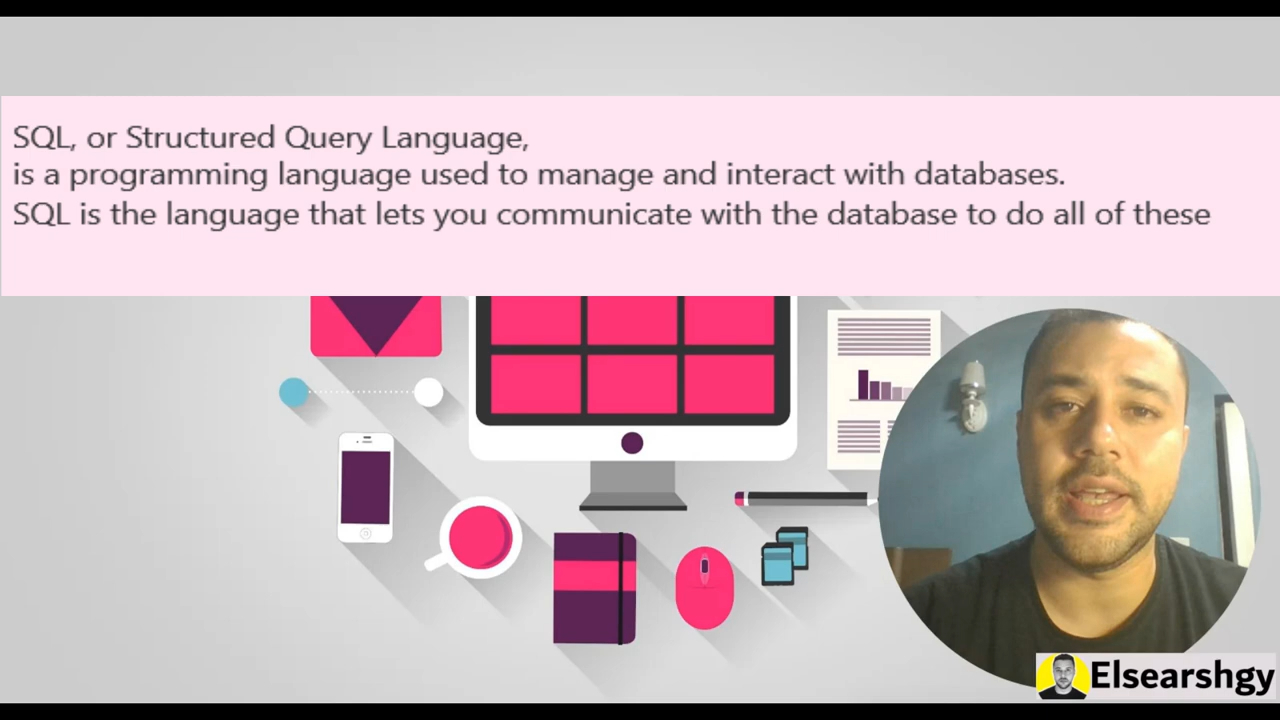 SQL, or Structured Query Language,
is a programming language used to manage and interact with databases.
SQL is the language that lets you communicate with the database to do all of these
Elsearshgy